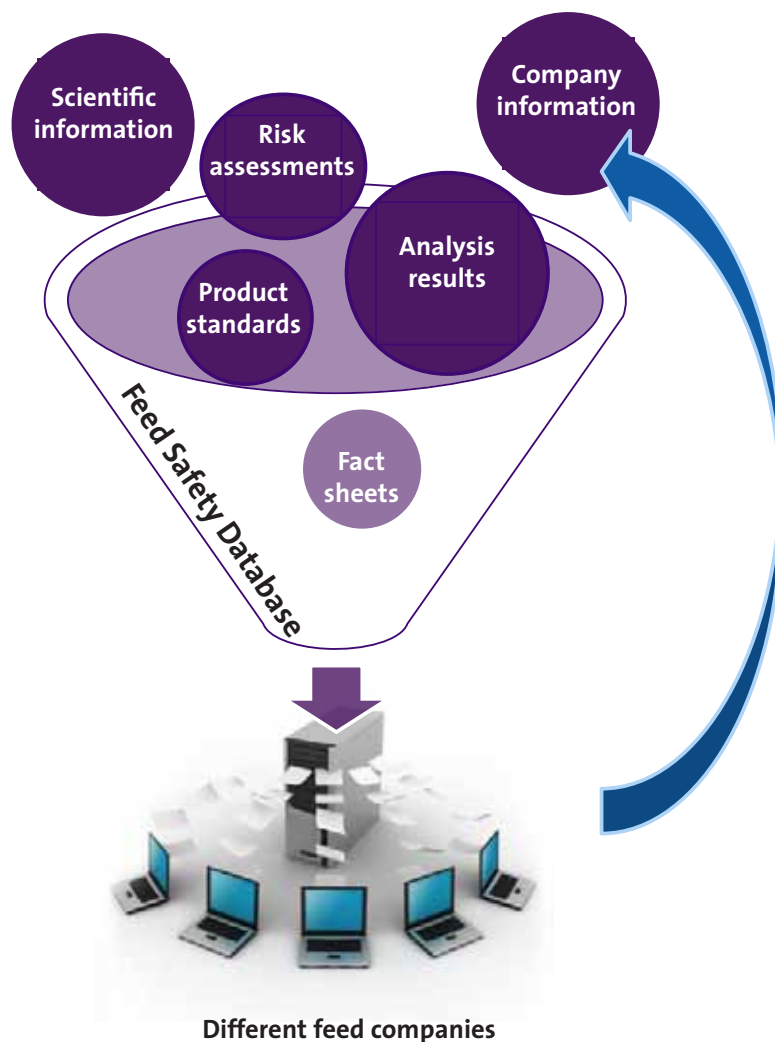 Scientific
information
Company
information
Risk
assessments
Analysis
results
Product
standards
Fact
sheets
Feed Safety Database
Different feed companies